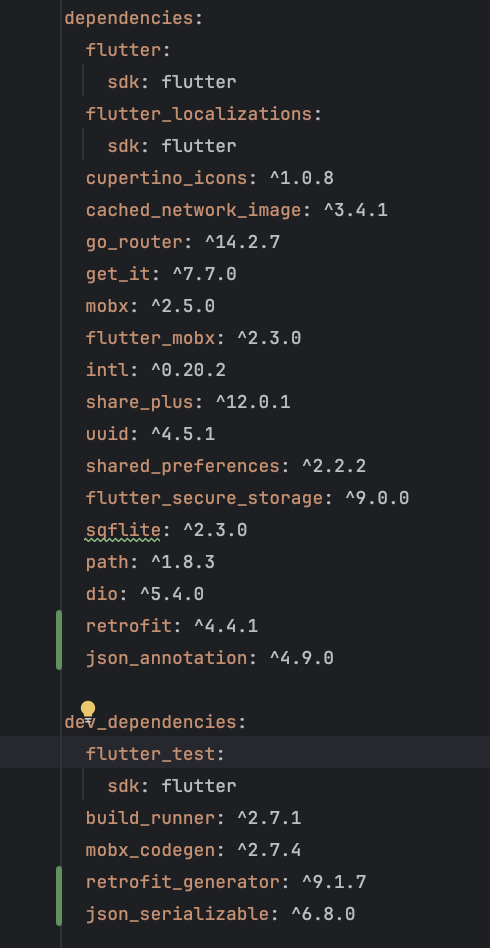 dependencies:
  flutter:
    sdk: flutter
  flutter_localizations:
    sdk: flutter
  cupertino_icons: ^1.0.8
  cached_network_image: ^3.4.1
  go_router: ^14.2.7
  get_it: ^7.7.0
  mobx: ^2.5.0
  flutter_mobx: ^2.3.0
  intl: ^0.20.2
  share_plus: ^12.0.1
  uuid: ^4.5.1
  shared_preferences: ^2.2.2
  flutter_secure_storage: ^9.0.0
  sqflite: ^2.3.0
  path: ^1.8.3
  dio: ^5.4.0
  retrofit: ^4.4.1
  json_annotation: ^4.9.0
dev_dependencies:
  flutter_test:
    sdk: flutter
  build_runner: ^2.7.1
  mobx_codegen: ^2.7.4
  retrofit_generator: ^9.1.7
  json_serializable: ^6.8.0